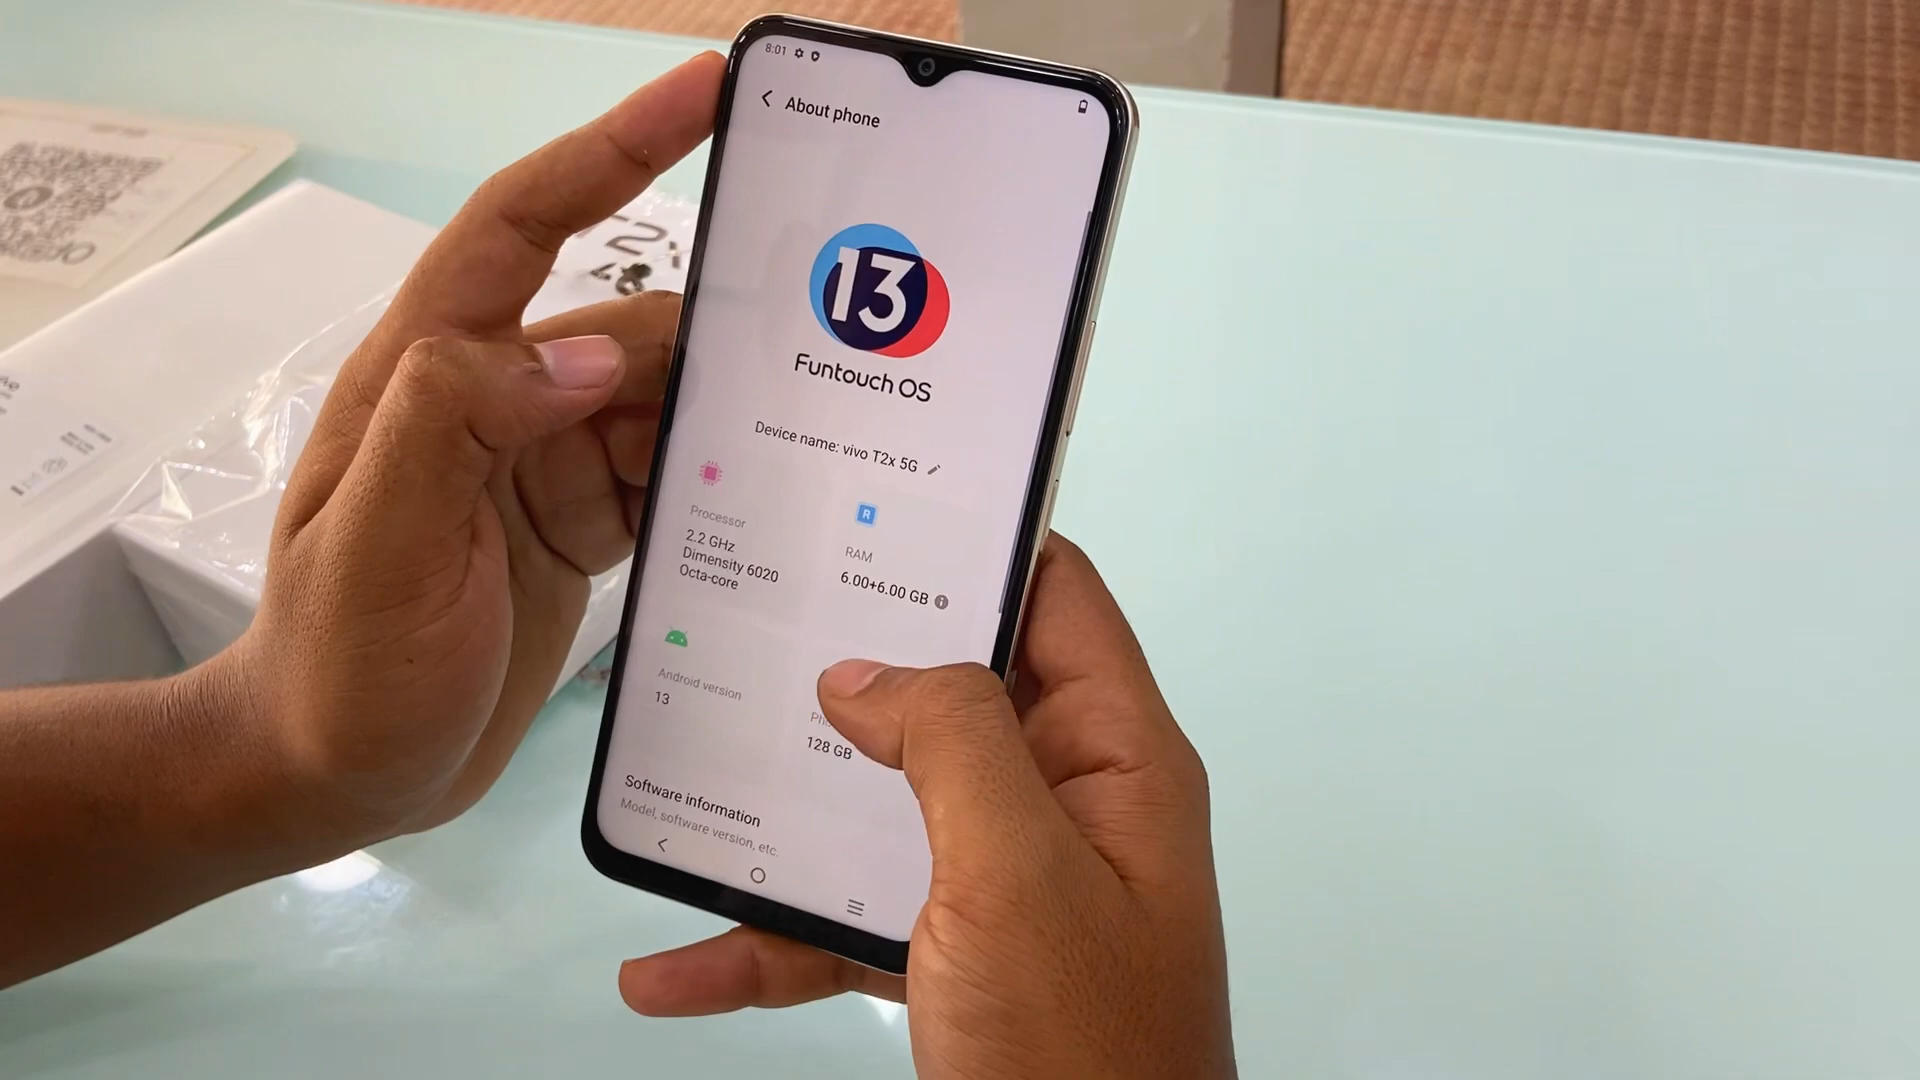 8:01
About phone
13
Funtouch OS
Device name: vivo T2x 5G
Processor
2.2 GHz
Dimensity 6020
Octa-core
R
RAM
6.00+6.00 GB
Android version
13
128 GB
Software information
Model, software version, etc.
T2x